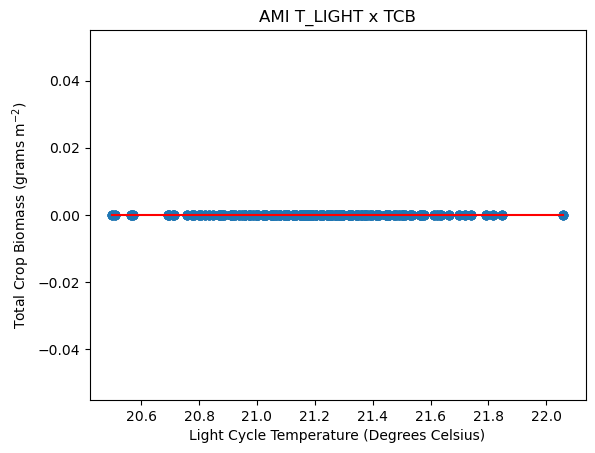 AMI T_LIGHT x TCB
Total Crop Biomass (grams m⁻²)
0.04
0.02
0.00
−0.02
−0.04
20.6 20.8 21.0 21.2 21.4 21.6 21.8 22.0
Light Cycle Temperature (Degrees Celsius)